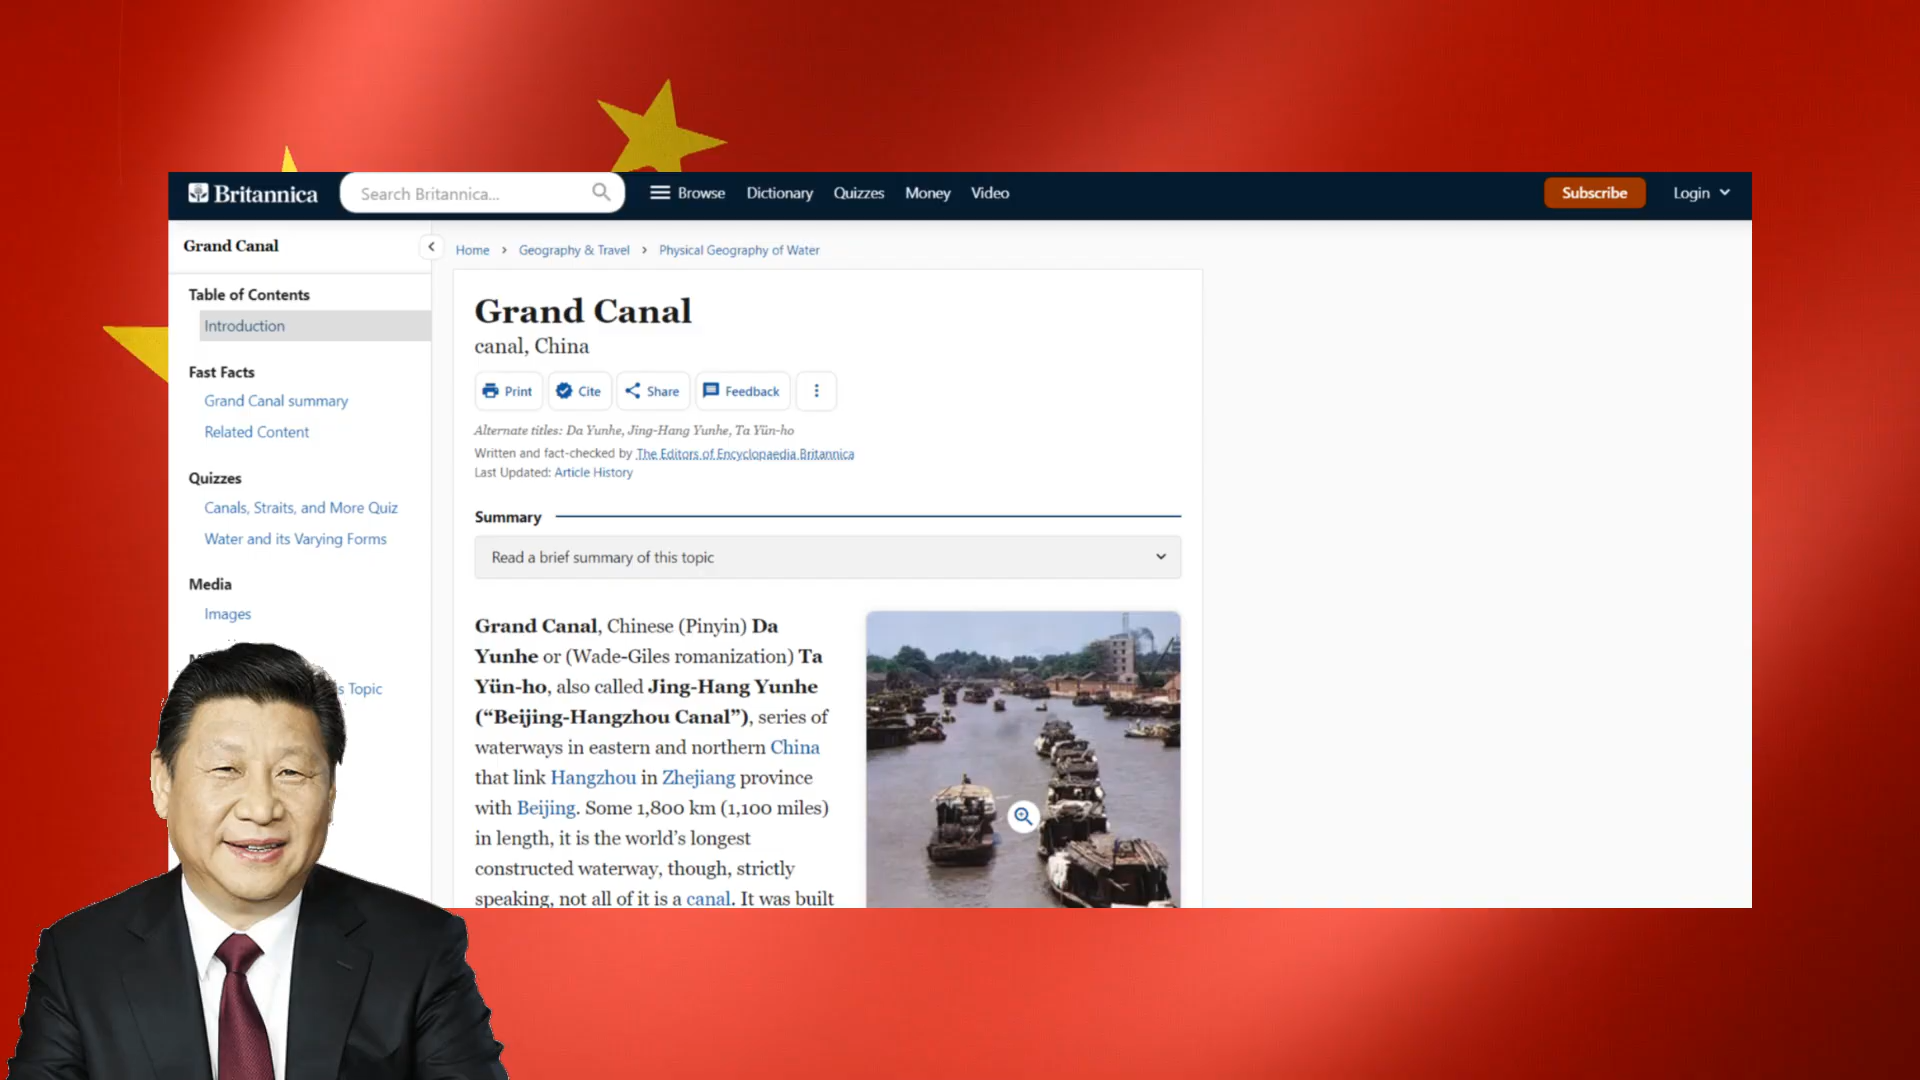 Britannica
Search Britannica...
Browse
Dictionary
Quizzes
Money
Video
Subscribe
Login
Grand Canal
Home > Geography & Travel > Physical Geography of Water
Table of Contents
Introduction
Fast Facts
Grand Canal summary
Related Content
Quizzes
Canals, Straits, and More Quiz
Water and its Varying Forms
Media
Images
s Topic
Grand Canal
canal, China
Print
Cite
Share
Feedback
Alternate titles: Da Yunhe, Jing-Hang Yunhe, Ta Yün-ho
Written and fact-checked by The Editors of Encyclopaedia Britannica
Last Updated: Article History
Summary
Read a brief summary of this topic
Grand Canal, Chinese (Pinyin) Da
Yunhe or (Wade-Giles romanization) Ta
Yün-ho, also called Jing-Hang Yunhe
(“Beijing-Hangzhou Canal”), series of
waterways in eastern and northern China
that link Hangzhou in Zhejiang province
with Beijing. Some 1,800 km (1,100 miles)
in length, it is the world’s longest
constructed waterway, though, strictly
speaking, not all of it is a canal. It was built